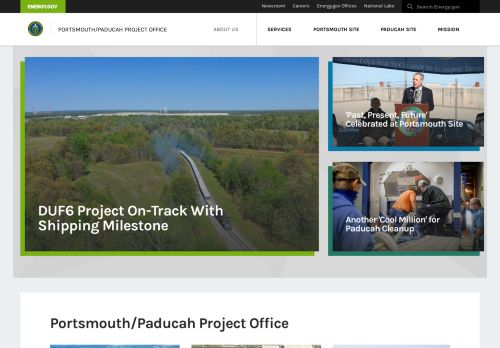 ENERGY.GOV
Newsroom Careers Energy.gov Offices National Labs Search Energy.gov
PORTSMOUTH/PADUCAH PROJECT OFFICE
ABOUT US SERVICES PORTSMOUTH SITE PADUCAH SITE MISSION
DUF6 Project On-Track With
Shipping Milestone
'Past, Present, Future'
Celebrated at Portsmouth Site
Another 'Cool Million' for
Paducah Cleanup
Portsmouth/Paducah Project Office